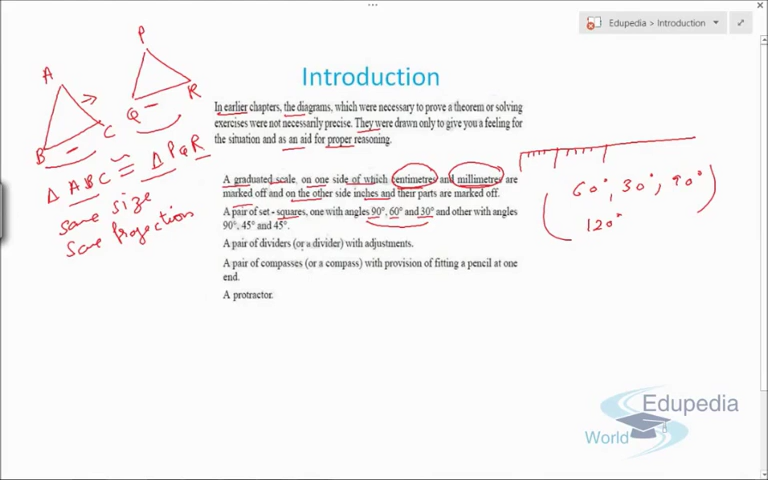 Edupedia > Introduction
Introduction
P
A
Q
R
B
C
Δ ABC ≅ Δ PQR
same size
same projections
In earlier chapters, the diagrams, which were necessary to prove a theorem or solving
exercises were not necessarily precise. They were drawn only to give you a feeling for
the situation and as an aid for proper reasoning.
A graduated scale, on one side of which centimetres and millimetres are
marked off and on the other side inches and their parts are marked off.
A pair of set - squares, one with angles 90°, 60° and 30° and other with angles
90°, 45° and 45°.
A pair of dividers (or a divider) with adjustments.
A pair of compasses (or a compass) with provision of fitting a pencil at one
end.
A protractor.
60°, 30°, 90°
120°
Edupedia
World